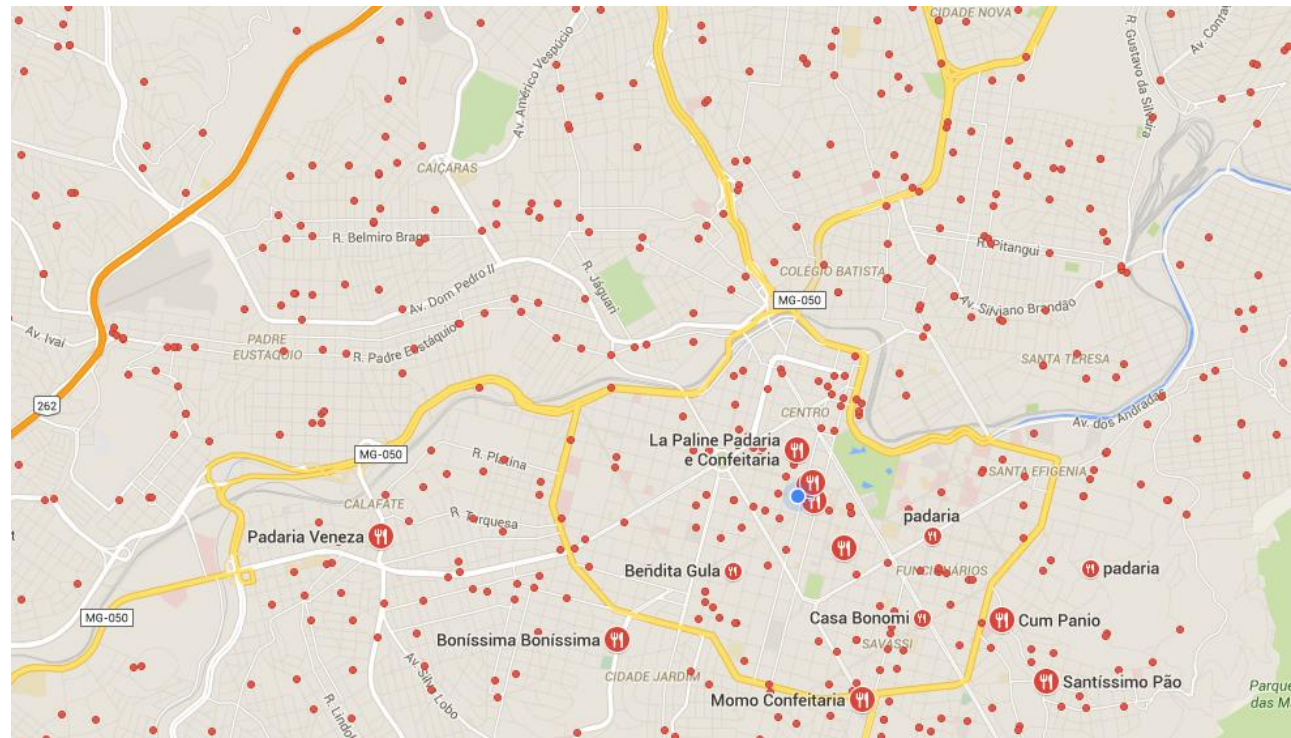 CIDADE NOVA
R. Gustavo da Silveira
Av. Américo Vespúcio
CAIÇARAS
R. Belmiro Braga
R. Pitangui
COLÉGIO BATISTA
R. Jaguari
Av. Dom Pedro II
MG-050
Av. Silviano Brandão
Av. Ivaí
PADRE
EUSTÁQUIO
R. Padre Eustáquio
SANTA TERESA
262
CENTRO
Av. dos Andradas
La Paline Padaria
e Confeitaria
MG-050
R. Platina
SANTA EFIGÊNIA
CALAFATE
R. Turquesa
padaria
Padaria Veneza
Bendita Gula
FUNCIONÁRIOS
padaria
MG-050
Casa Bonomi
Cum Panio
Boníssima Boníssima
SAVASSI
Av. Silva Lobo
CIDADE JARDIM
Santíssimo Pão
Momo Confeitaria
Parque
das M
R. Lindol